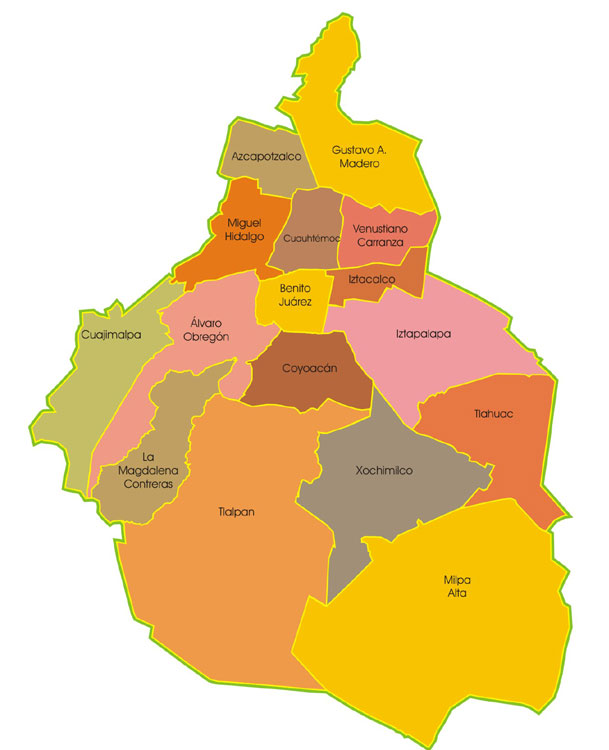 Gustavo A.
Madero
Azcapotzalco
Miguel
Hidalgo
Cuauhtémoc
Venustiano
Carranza
Iztacalco
Benito
Juárez
Cuajimalpa
Álvaro
Obregón
Iztapalapa
Coyoacán
Tlahuac
La
Magdalena
Contreras
Xochimilco
Tlalpan
Milpa
Alta